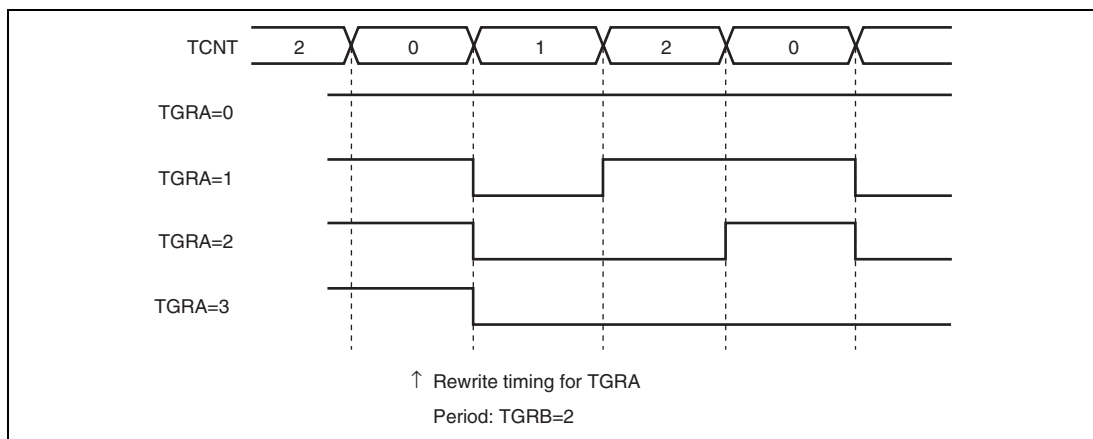 TCNT 2 0 1 2 0
TGRA=0
TGRA=1
TGRA=2
TGRA=3
↑ Rewrite timing for TGRA
Period: TGRB=2